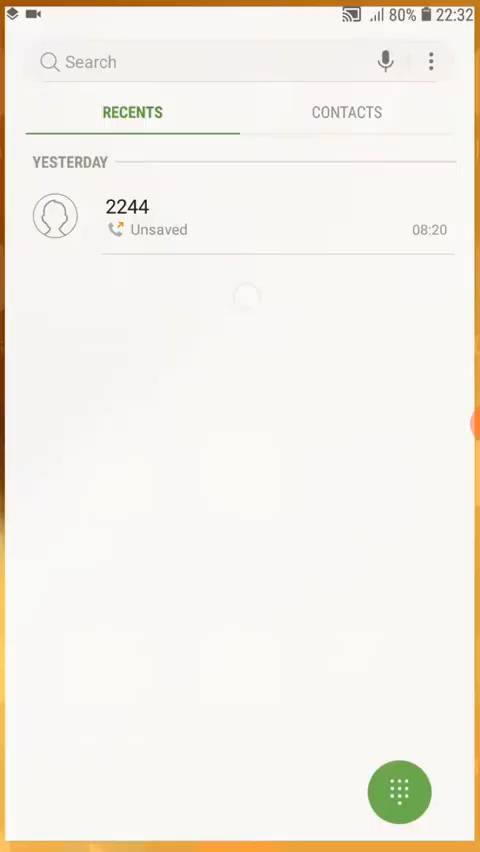 80% 22:32
Search
RECENTS CONTACTS
YESTERDAY
2244
Unsaved 08:20